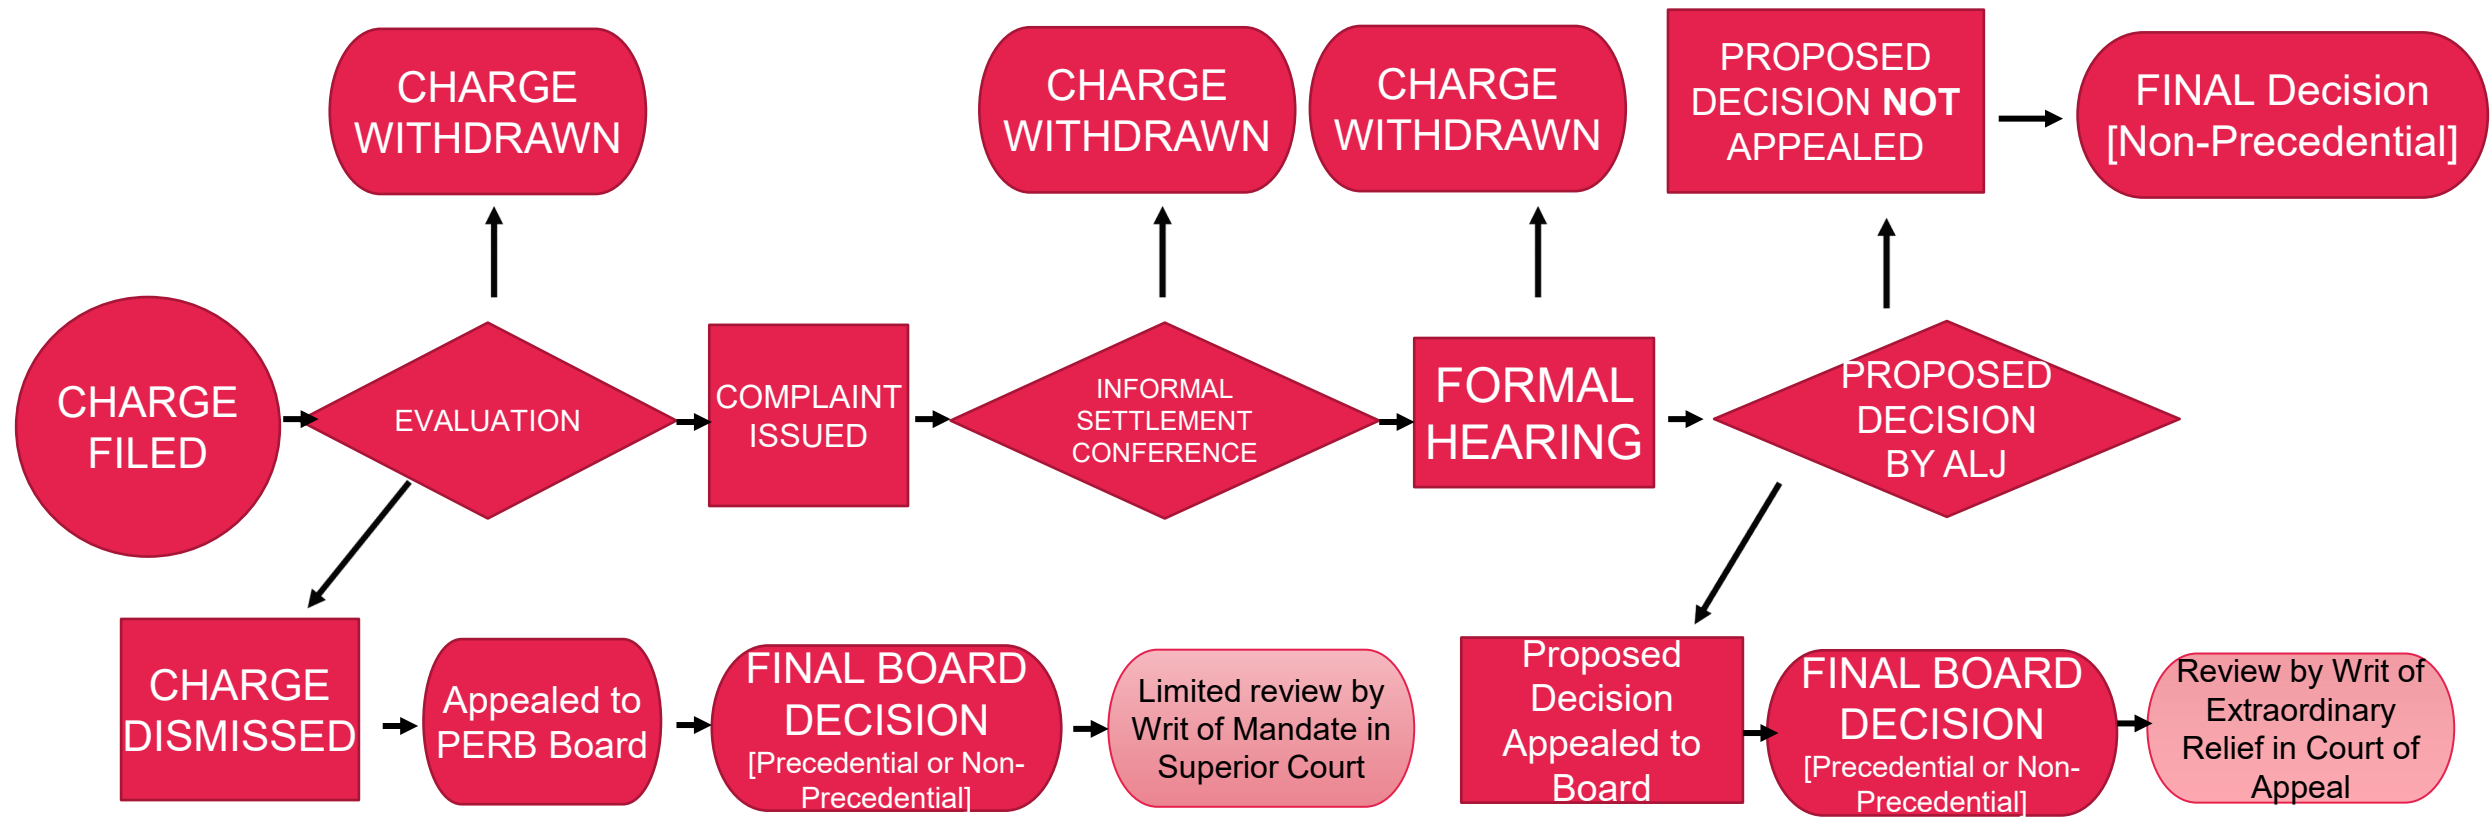 CHARGE
WITHDRAWN
CHARGE
WITHDRAWN
CHARGE
WITHDRAWN
PROPOSED
DECISION NOT
APPEALED
FINAL Decision
[Non-Precedential]
CHARGE
FILED
EVALUATION
COMPLAINT
ISSUED
INFORMAL
SETTLEMENT
CONFERENCE
FORMAL
HEARING
PROPOSED
DECISION
BY ALJ
CHARGE
DISMISSED
Appealed to
PERB Board
FINAL BOARD
DECISION
[Precedential or Non-
Precedential]
Limited review by
Writ of Mandate in
Superior Court
Proposed
Decision
Appealed to
Board
FINAL BOARD
DECISION
[Precedential or Non-
Precedential]
Review by Writ of
Extraordinary
Relief in Court of
Appeal